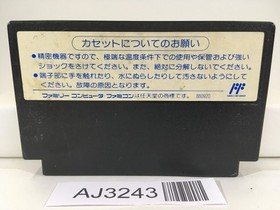 カセットについてのお願い
●精密機器ですので、極端な温度条件下での使用や保管および強い
ショックをさけてください。また、絶対に分解しないでください。
●端子部に手を触れたり、水にぬらしたりして汚さないようにして
ください。故障の原因となります。
ファミリーコンピュータ ファミコンは任天堂の商標です。
AJ3243